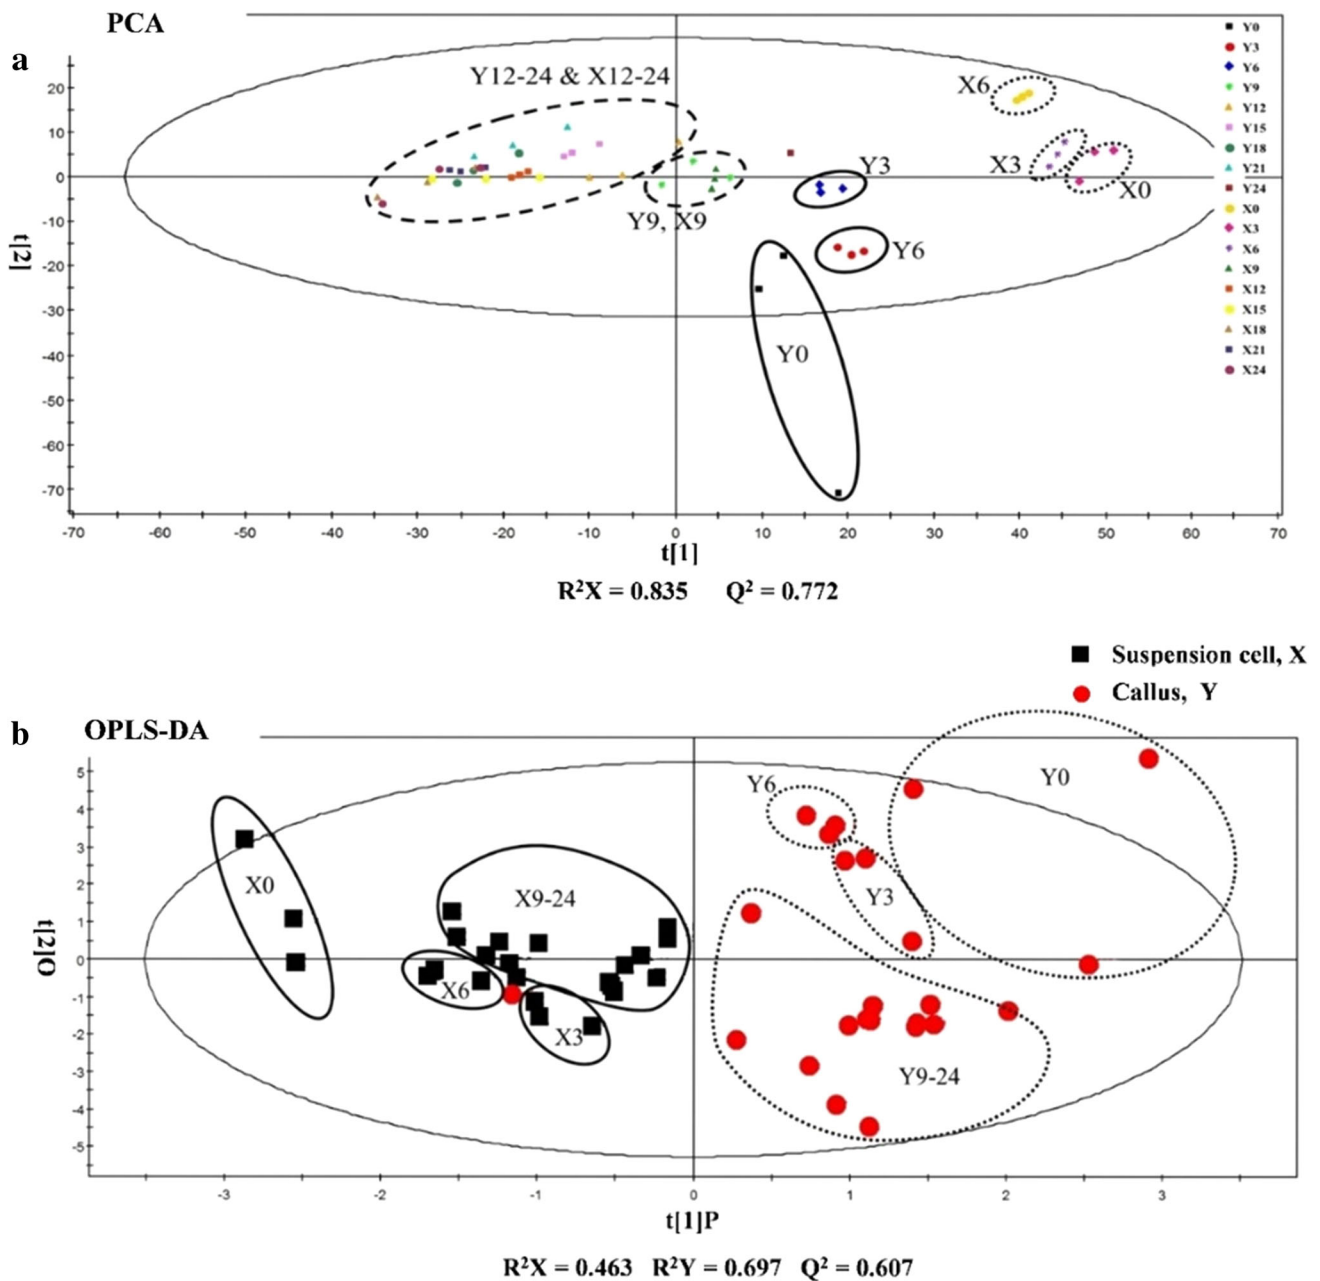 PCA
a
Y0
Y3
Y6
Y9
Y12
Y15
Y18
Y21
Y24
X0
X3
X6
X9
X12
X15
X18
X21
X24
Y12-24 & X12-24
X6
X3
X0
Y3
Y9, X9
Y6
Y0
20
10
0
-10
-20
-30
-40
-50
-60
-70
t[2]
-70 -60 -50 -40 -30 -20 -10 0 10 20 30 40 50 60 70
t[1]
R²X = 0.835 Q² = 0.772
Suspension cell, X
Callus, Y
b
OPLS-DA
Y6
Y0
X0
X9-24
Y3
X6
X3
Y9-24
5
4
3
2
1
0
-1
-2
-3
-4
-5
t[2]O
-3 -2 -1 0 1 2 3
t[1]P
R²X = 0.463 R²Y = 0.697 Q² = 0.607